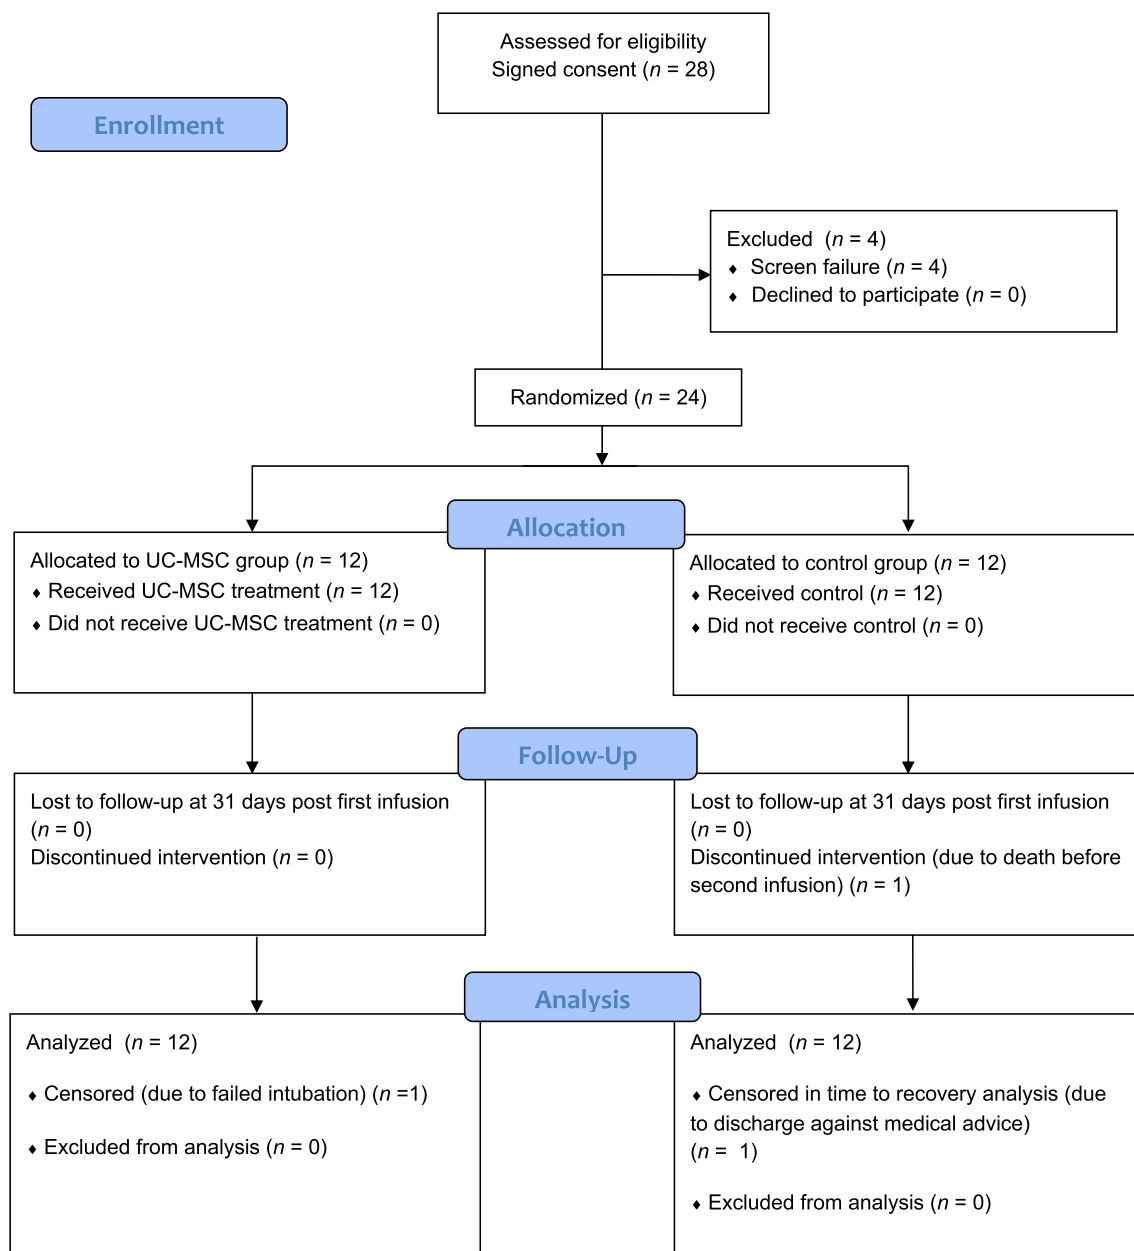 Assessed for eligibility
Signed consent (n = 28)
Enrollment
Excluded  (n = 4)
⬧ Screen failure (n = 4)
⬧ Declined to participate (n = 0)
Randomized (n = 24)
Allocation
Allocated to UC-MSC group (n = 12)
⬧ Received UC-MSC treatment (n = 12)
⬧ Did not receive UC-MSC treatment (n = 0)
Allocated to control group (n = 12)
⬧ Received control (n = 12)
⬧ Did not receive control (n = 0)
Follow-Up
Lost to follow-up at 31 days post first infusion
(n = 0)
Discontinued intervention (n = 0)
Lost to follow-up at 31 days post first infusion
(n = 0)
Discontinued intervention (due to death before
second infusion) (n = 1)
Analysis
Analyzed  (n = 12)
⬧ Censored (due to failed intubation) (n =1)
⬧ Excluded from analysis (n = 0)
Analyzed  (n = 12)
⬧ Censored in time to recovery analysis (due
to discharge against medical advice)
(n =  1)
⬧ Excluded from analysis (n = 0)